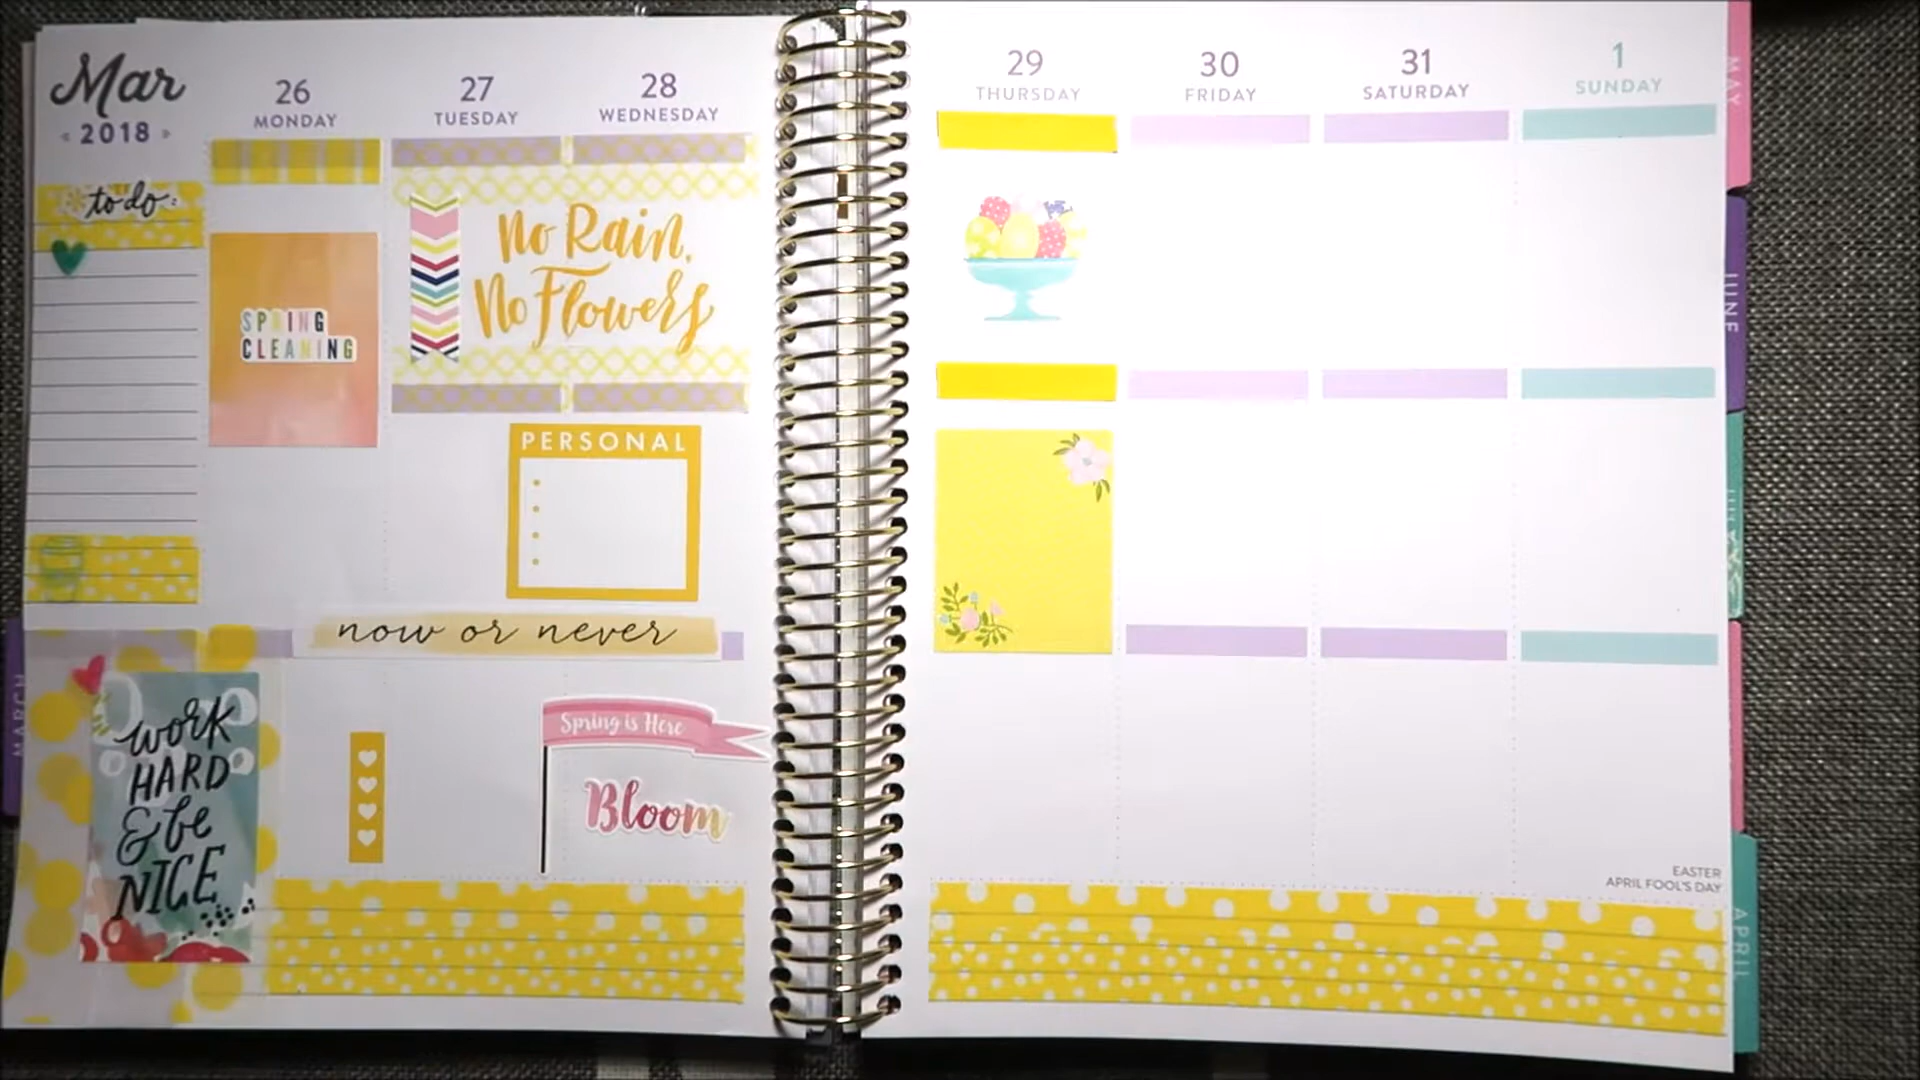 Mar
« 2018 »
26
MONDAY
27
TUESDAY
28
WEDNESDAY
to do:
SPRING
CLEANING
No Rain,
No Flowers
PERSONAL
now or never
work
HARD
& be
NICE
Spring is Here
Bloom
MARCH
29
THURSDAY
30
FRIDAY
31
SATURDAY
1
SUNDAY
EASTER
APRIL FOOL'S DAY
MAY
JUNE
APRIL